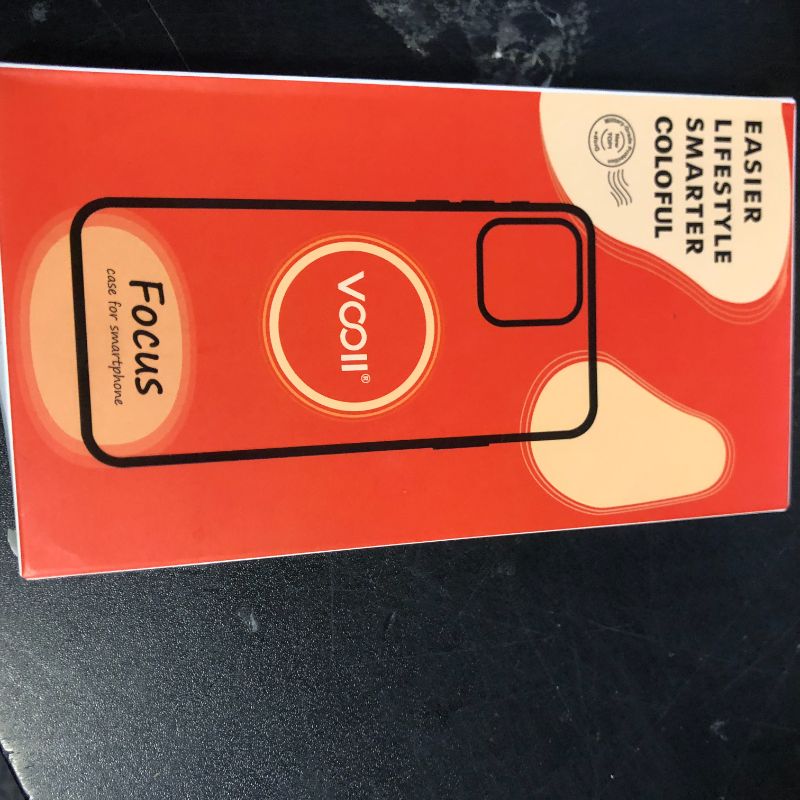 EASIER
LIFESTYLE
SMARTER
COLOFUL
VOOII®
Focus
case for smartphone